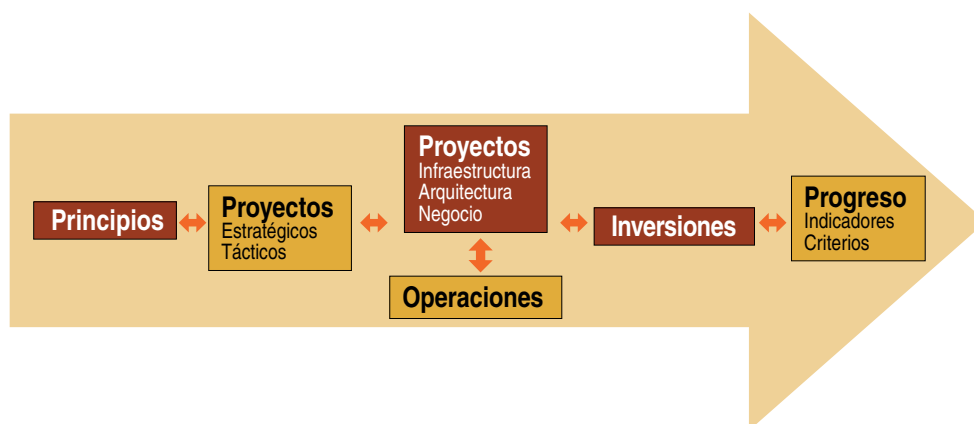 Principios
Proyectos
Estratégicos
Tácticos
Proyectos
Infraestructura
Arquitectura
Negocio
Operaciones
Inversiones
Progreso
Indicadores
Criterios